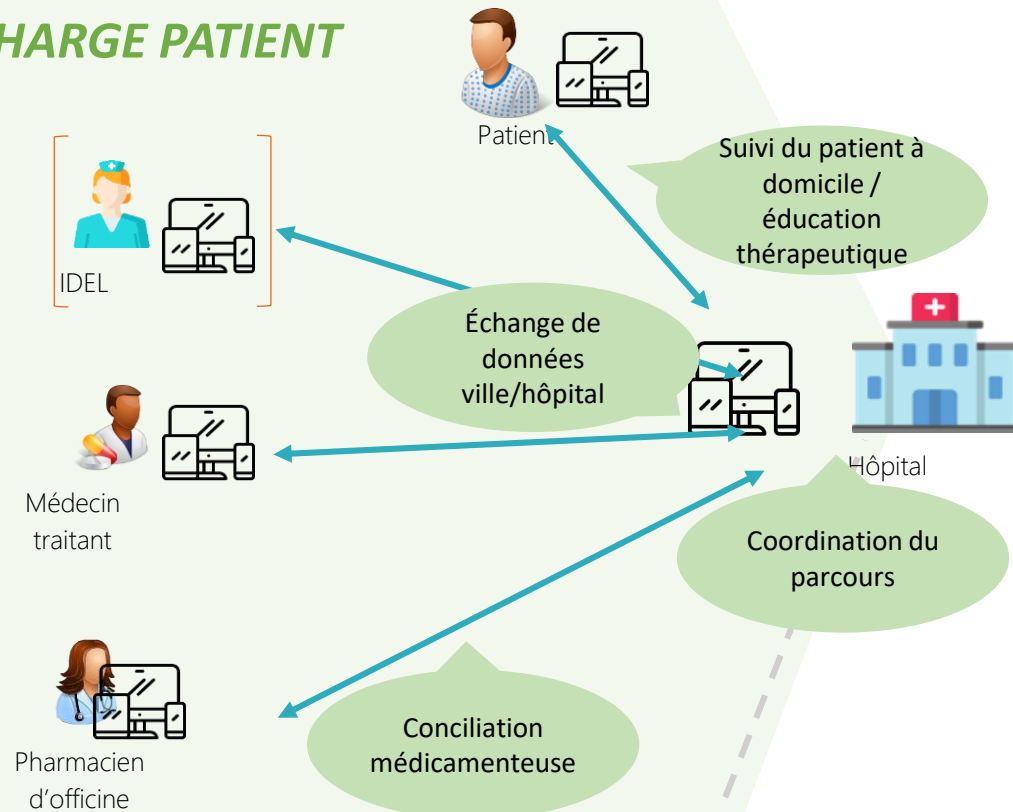 HARGE PATIENT
Patient
Suivi du patient à
domicile /
éducation
thérapeutique
IDEL
Échange de
données
ville/hôpital
Hôpital
Médecin
traitant
Coordination du
parcours
Conciliation
médicamenteuse
Pharmacien
d'officine